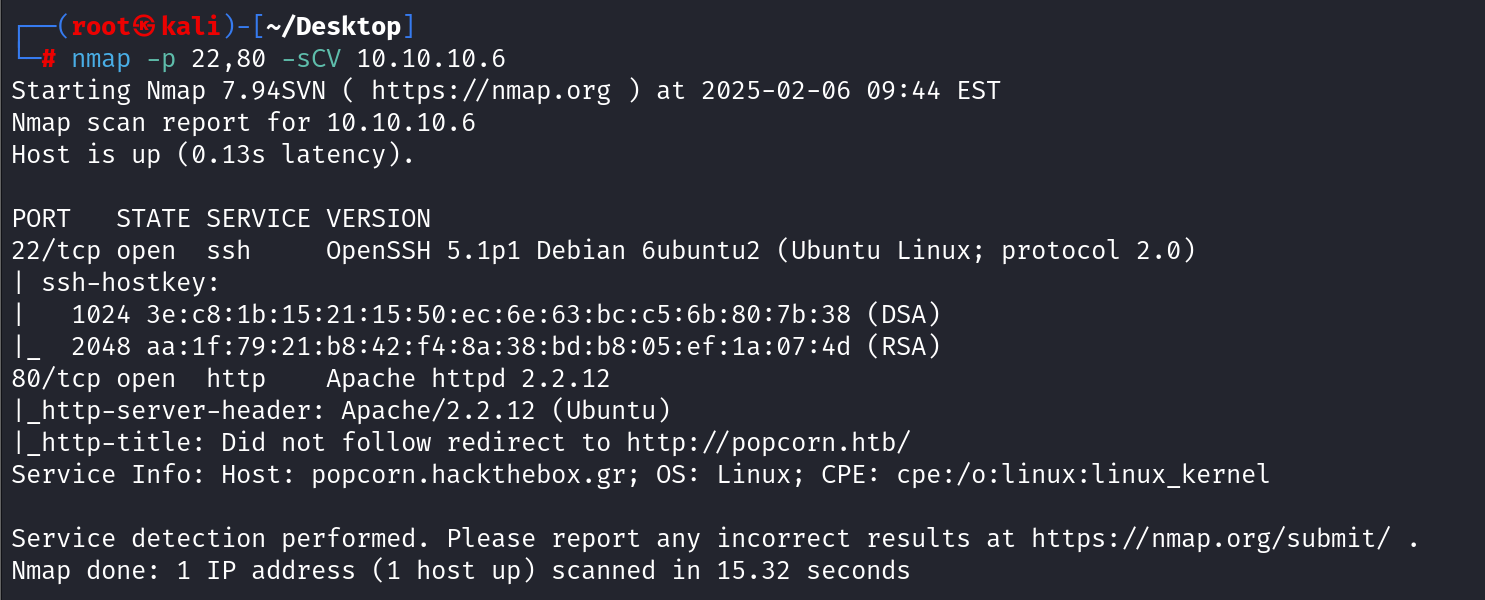 ┌──(root㉿kali)-[~/Desktop]
└─# nmap -p 22,80 -sCV 10.10.10.6
Starting Nmap 7.94SVN ( https://nmap.org ) at 2025-02-06 09:44 EST
Nmap scan report for 10.10.10.6
Host is up (0.13s latency).

PORT   STATE SERVICE VERSION
22/tcp open  ssh     OpenSSH 5.1p1 Debian 6ubuntu2 (Ubuntu Linux; protocol 2.0)
| ssh-hostkey:
|   1024 3e:c8:1b:15:21:15:50:ec:6e:63:bc:c5:6b:80:7b:38 (DSA)
|_  2048 aa:1f:79:21:b8:42:f4:8a:38:bd:b8:05:ef:1a:07:4d (RSA)
80/tcp open  http    Apache httpd 2.2.12
|_http-server-header: Apache/2.2.12 (Ubuntu)
|_http-title: Did not follow redirect to http://popcorn.htb/
Service Info: Host: popcorn.hackthebox.gr; OS: Linux; CPE: cpe:/o:linux:linux_kernel

Service detection performed. Please report any incorrect results at https://nmap.org/submit/ .
Nmap done: 1 IP address (1 host up) scanned in 15.32 seconds